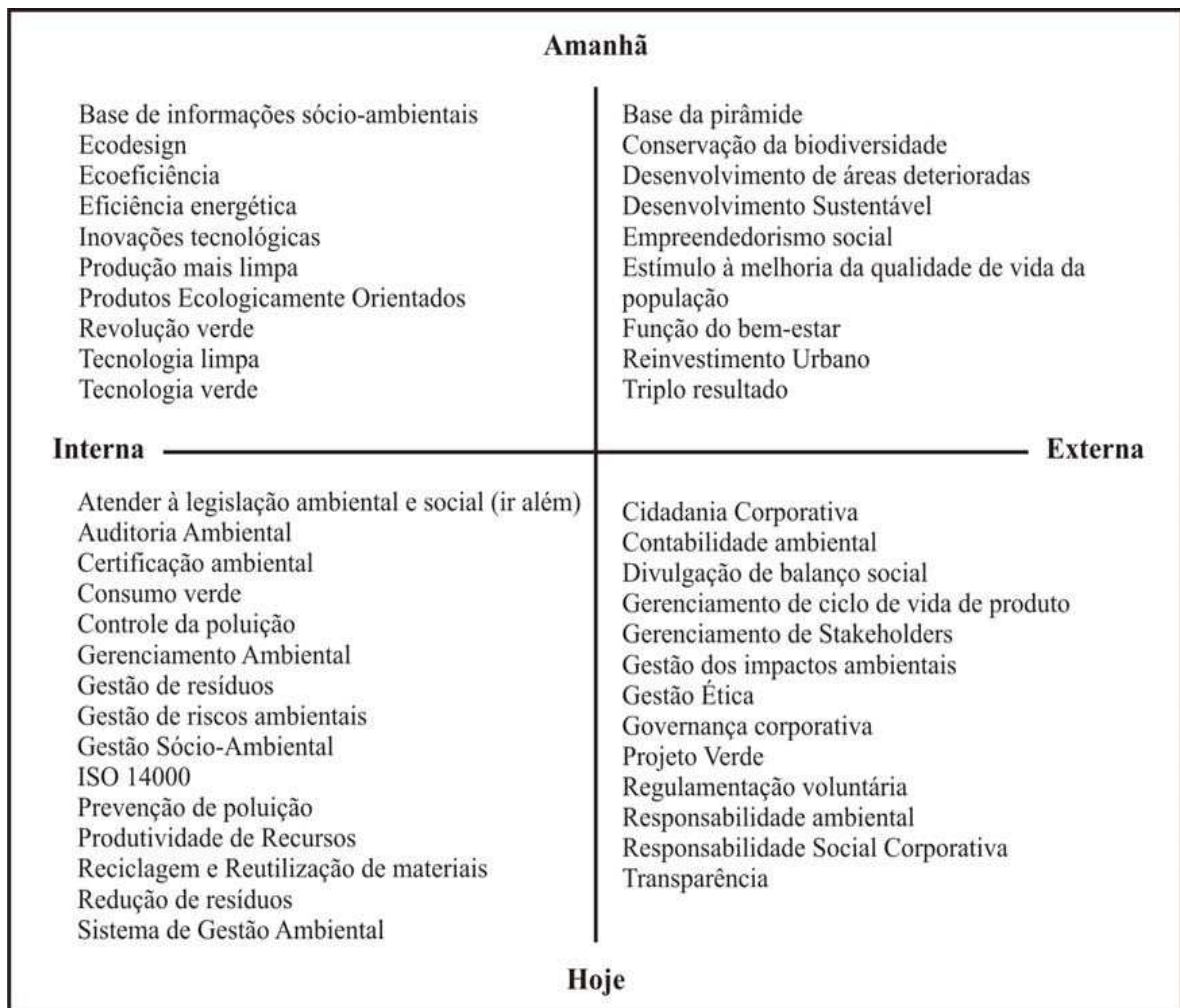 Amanhã
Base de informações sócio-ambientais
Ecodesign
Ecoeficiência
Eficiência energética
Inovações tecnológicas
Produção mais limpa
Produtos Ecologicamente Orientados
Revolução verde
Tecnologia limpa
Tecnologia verde
Base da pirâmide
Conservação da biodiversidade
Desenvolvimento de áreas deterioradas
Desenvolvimento Sustentável
Empreendedorismo social
Estímulo à melhoria da qualidade de vida da
população
Função do bem-estar
Reinvestimento Urbano
Triplo resultado
Interna
Externa
Atender à legislação ambiental e social (ir além)
Auditoria Ambiental
Certificação ambiental
Consumo verde
Controle da poluição
Gerenciamento Ambiental
Gestão de resíduos
Gestão de riscos ambientais
Gestão Sócio-Ambiental
ISO 14000
Prevenção de poluição
Produtividade de Recursos
Reciclagem e Reutilização de materiais
Redução de resíduos
Sistema de Gestão Ambiental
Cidadania Corporativa
Contabilidade ambiental
Divulgação de balanço social
Gerenciamento de ciclo de vida de produto
Gerenciamento de Stakeholders
Gestão dos impactos ambientais
Gestão Ética
Governança corporativa
Projeto Verde
Regulamentação voluntária
Responsabilidade ambiental
Responsabilidade Social Corporativa
Transparência
Hoje